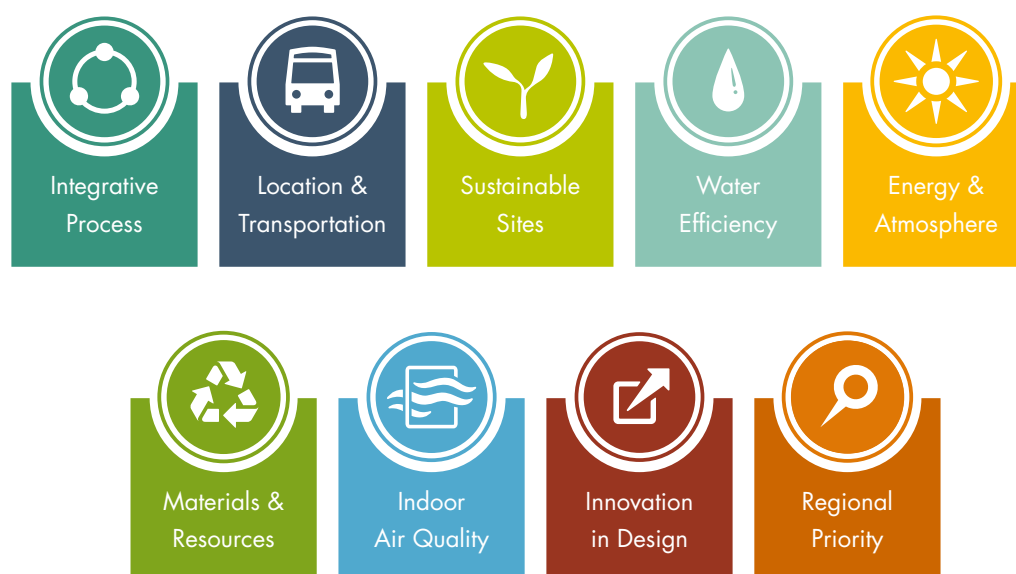 Integrative
Process
Location &
Transportation
Sustainable
Sites
Water
Efficiency
Energy &
Atmosphere
Materials &
Resources
Indoor
Air Quality
Innovation
in Design
Regional
Priority